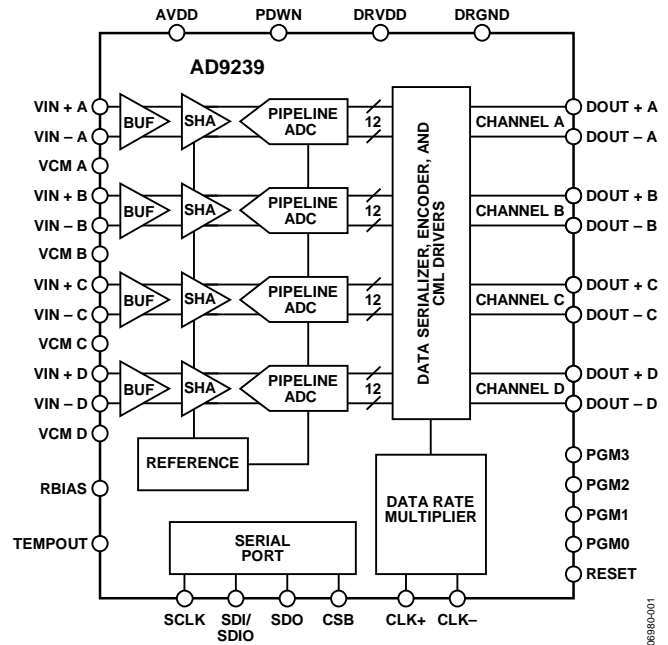 AVDD PDWN DRVDD DRGND
AD9239
VIN + A BUF SHA PIPELINE ADC 12 CHANNEL A DOUT + A
VIN – A DOUT – A
VCM A
VIN + B BUF SHA PIPELINE ADC 12 CHANNEL B DOUT + B
VIN – B DOUT – B
VCM B
VIN + C BUF SHA PIPELINE ADC 12 CHANNEL C DOUT + C
VIN – C DOUT – C
VCM C
VIN + D BUF SHA PIPELINE ADC 12 CHANNEL D DOUT + D
VIN – D DOUT – D
VCM D
DATA SERIALIZER, ENCODER, AND
CML DRIVERS
REFERENCE
RBIAS
TEMPOUT
SERIAL
PORT
DATA RATE
MULTIPLIER
PGM3
PGM2
PGM1
PGM0
RESET
SCLK SDI/ SDO CSB CLK+ CLK–
SDIO
06980-001